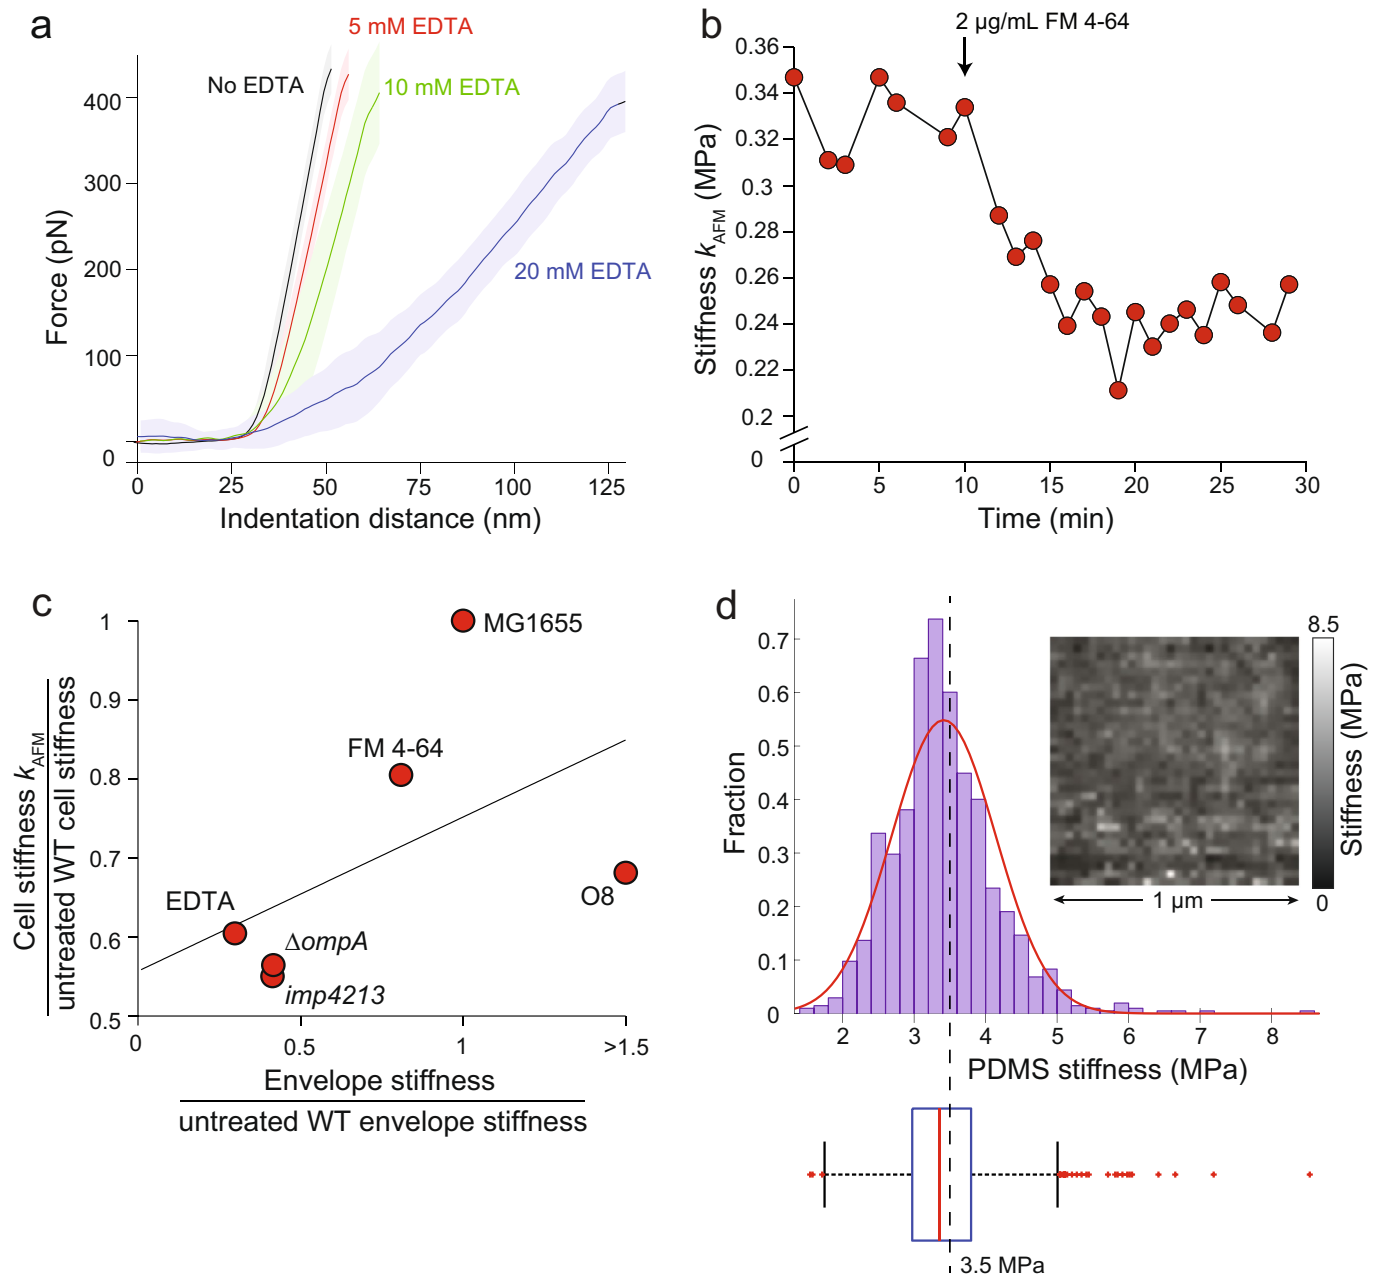 a
5 mM EDTA
No EDTA
10 mM EDTA
20 mM EDTA
400
300
200
100
0
Force (pN)
0 25 50 75 100 125
Indentation distance (nm)
b
2 μg/mL FM 4-64
0.36
0.34
0.32
0.3
0.28
0.26
0.24
0.22
0.2
0
Stiffness k AFM (MPa)
0 5 10 15 20 25 30
Time (min)
c
1
0.9
0.8
0.7
0.6
0.5
Cell stiffness k AFM
untreated WT cell stiffness
MG1655
FM 4-64
O8
EDTA
ΔompA
imp4213
0 0.5 1 >1.5
Envelope stiffness
untreated WT envelope stiffness
d
0.7
0.6
0.5
0.4
0.3
0.2
0.1
0
Fraction
8.5
0
Stiffness (MPa)
1 μm
2 3 4 5 6 7 8
PDMS stiffness (MPa)
3.5 MPa